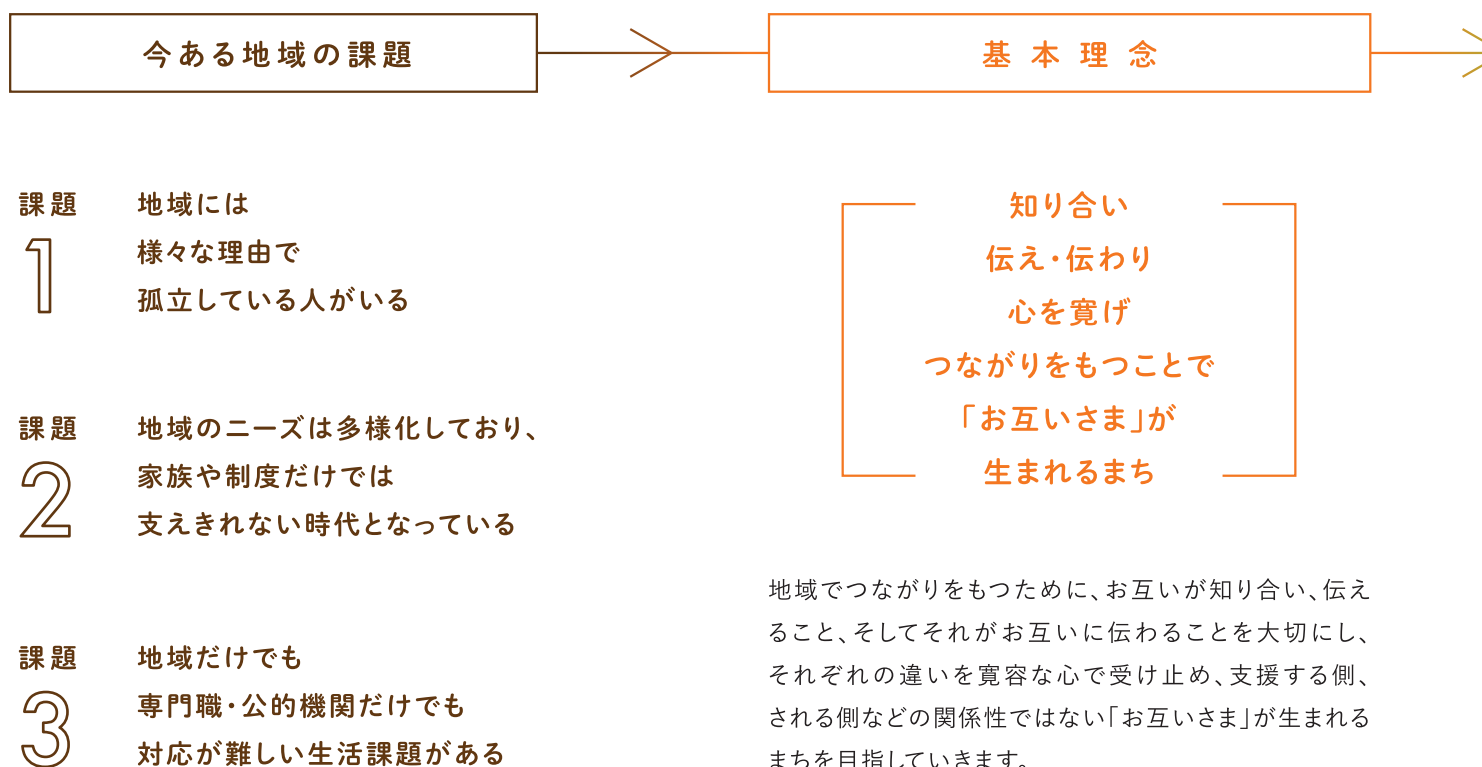 今ある地域の課題
課題
1
地域には
様々な理由で
孤立している人がいる
課題
2
地域のニーズは多様化しており、
家族や制度だけでは
支えきれない時代となっている
課題
3
地域だけでも
専門職・公的機関だけでも
対応が難しい生活課題がある
基本理念
知り合い
伝え・伝わり
心を寛げ
つながりをもつことで
「お互いさま」が
生まれるまち
地域でつながりをもつために、お互いが知り合い、伝え
ること、そしてそれがお互いに伝わることを大切にし、
それぞれの違いを寛容な心で受け止め、支援する側、
される側などの関係性ではない「お互いさま」が生まれる
まちを目指していきます。